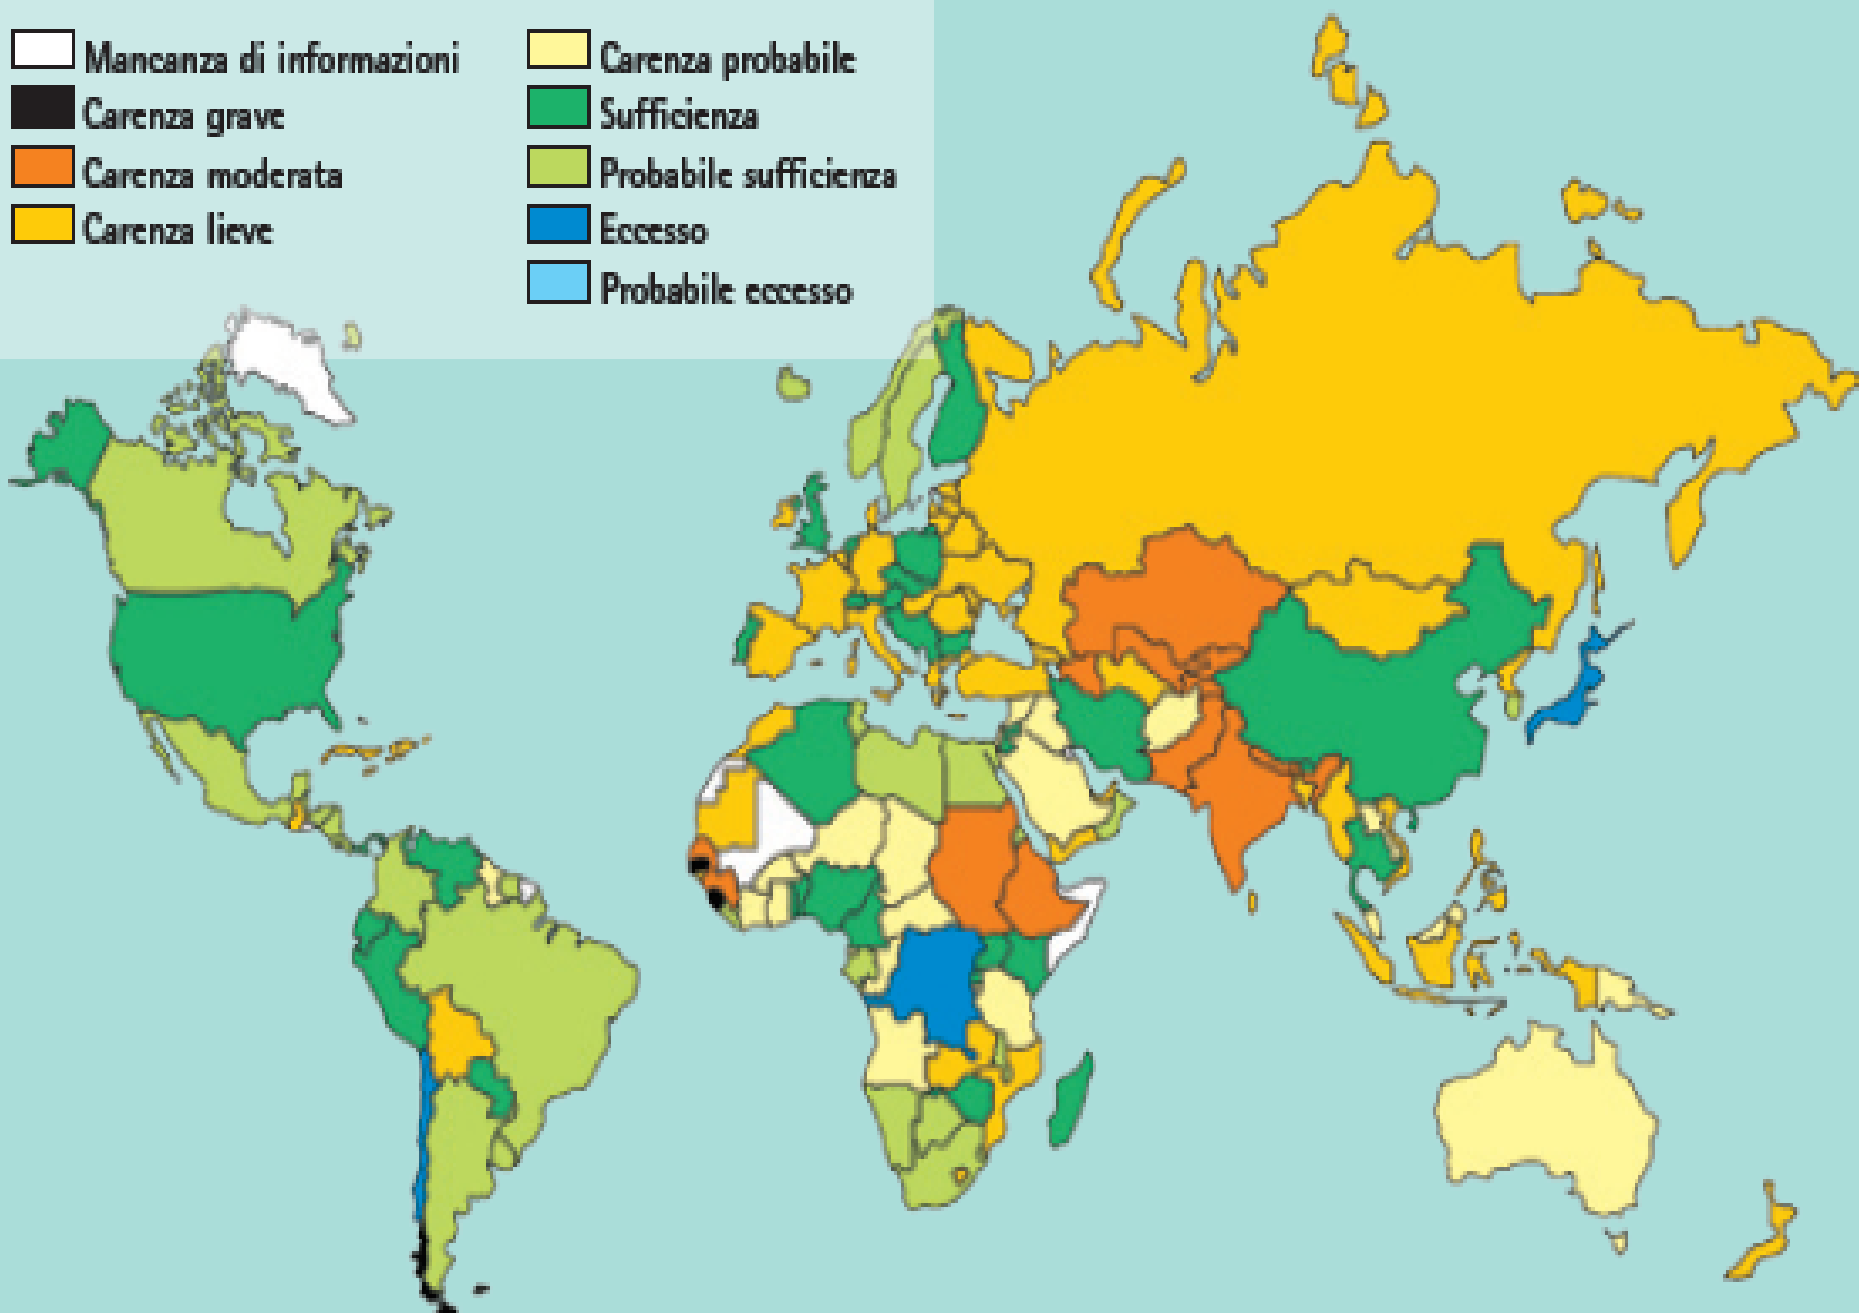 Mancanza di informazioni
Carenza grave
Carenza moderata
Carenza lieve
Carenza probabile
Sufficienza
Probabile sufficienza
Eccesso
Probabile eccesso